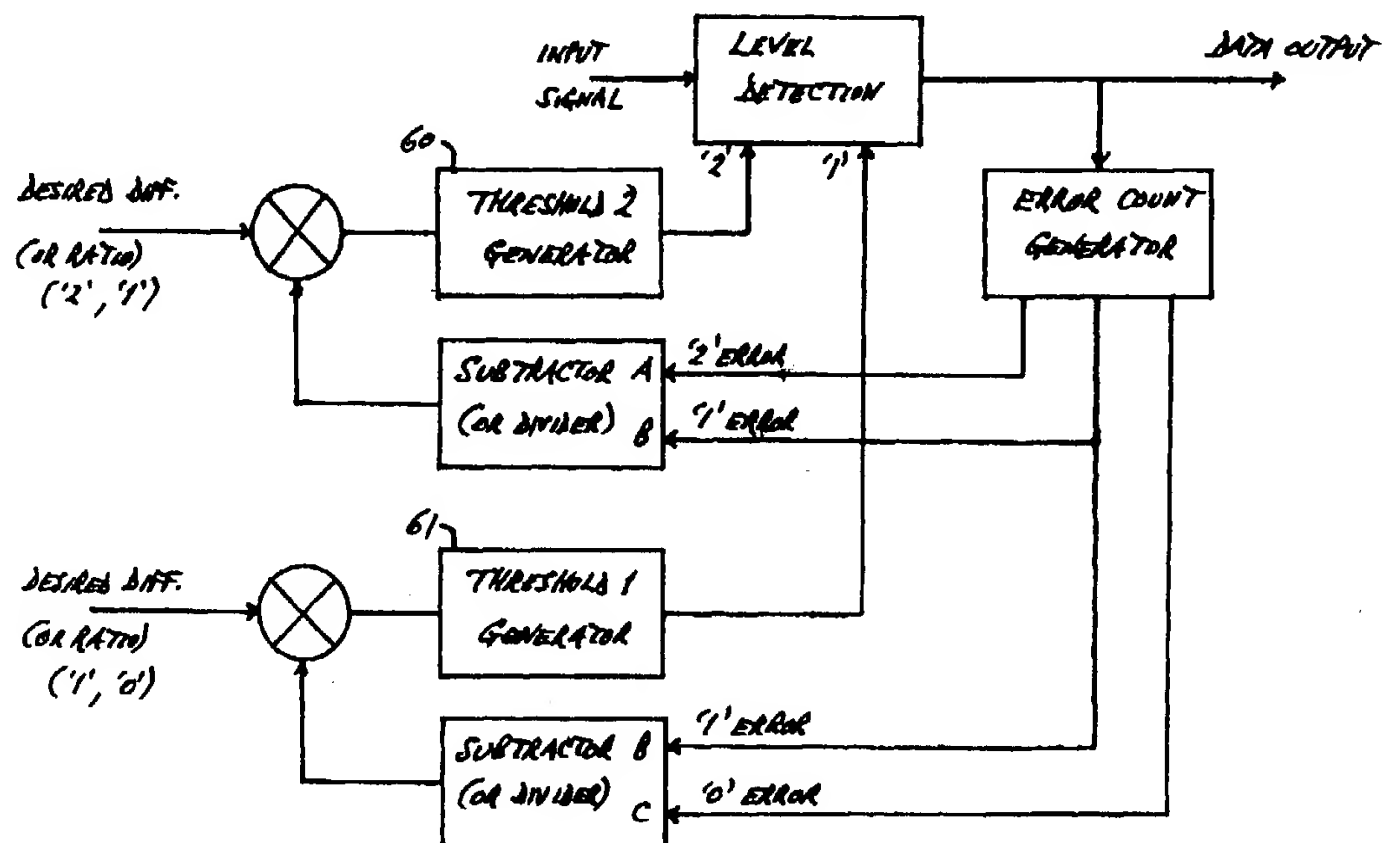 INPUT
SIGNAL
LEVEL
DETECTION
DATA OUTPUT
'2'
'1'
60
DESIRED DIFF.
(OR RATIO)
('2', '1')
THRESHOLD 2
GENERATOR
ERROR COUNT
GENERATOR
SUBTRACTOR A
(OR DIVIDER) B
'2' ERROR
'1' ERROR
61
DESIRED DIFF.
(OR RATIO)
('1', '0')
THRESHOLD 1
GENERATOR
SUBTRACTOR B
(OR DIVIDER) C
'1' ERROR
'0' ERROR